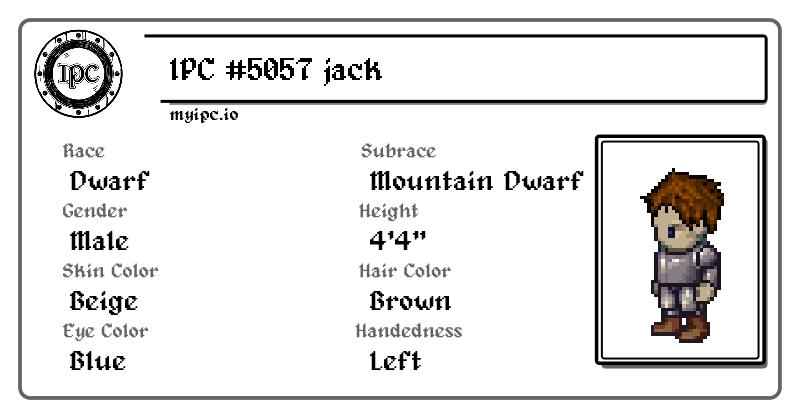 IPC
IPC #5057 jack
myipc.io
Race
Dwarf
Subrace
Mountain Dwarf
Gender
Male
Height
4'4"
Skin Color
Beige
Hair Color
Brown
Eye Color
Blue
Handedness
Left